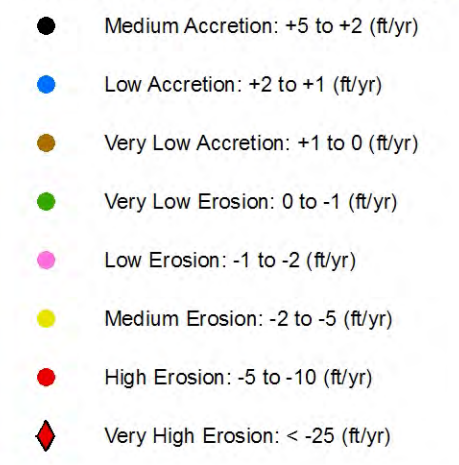 Medium Accretion: +5 to +2 (ft/yr)
Low Accretion: +2 to +1 (ft/yr)
Very Low Accretion: +1 to 0 (ft/yr)
Very Low Erosion: 0 to -1 (ft/yr)
Low Erosion: -1 to -2 (ft/yr)
Medium Erosion: -2 to -5 (ft/yr)
High Erosion: -5 to -10 (ft/yr)
Very High Erosion: < -25 (ft/yr)